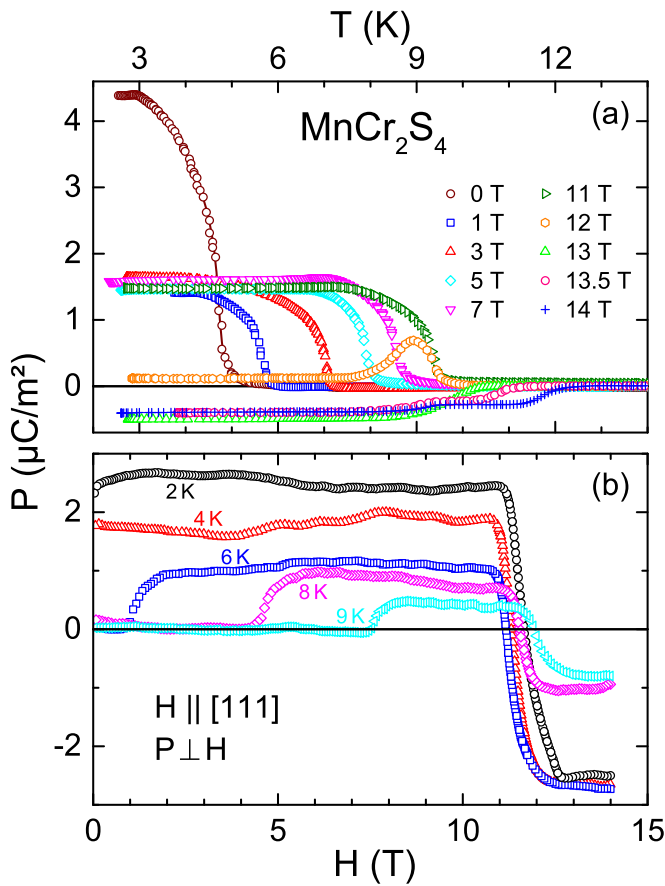 T (K)
3 6 9 12
(a)
MnCr₂S₄
0 T 11 T
1 T 12 T
3 T 13 T
5 T 13.5 T
7 T 14 T
4
3
2
1
0
P (µC/m²)
(b)
2 K
4 K
6 K
8 K
9 K
2
0
-2
H || [111]
P⊥H
0 5 10 15
H (T)